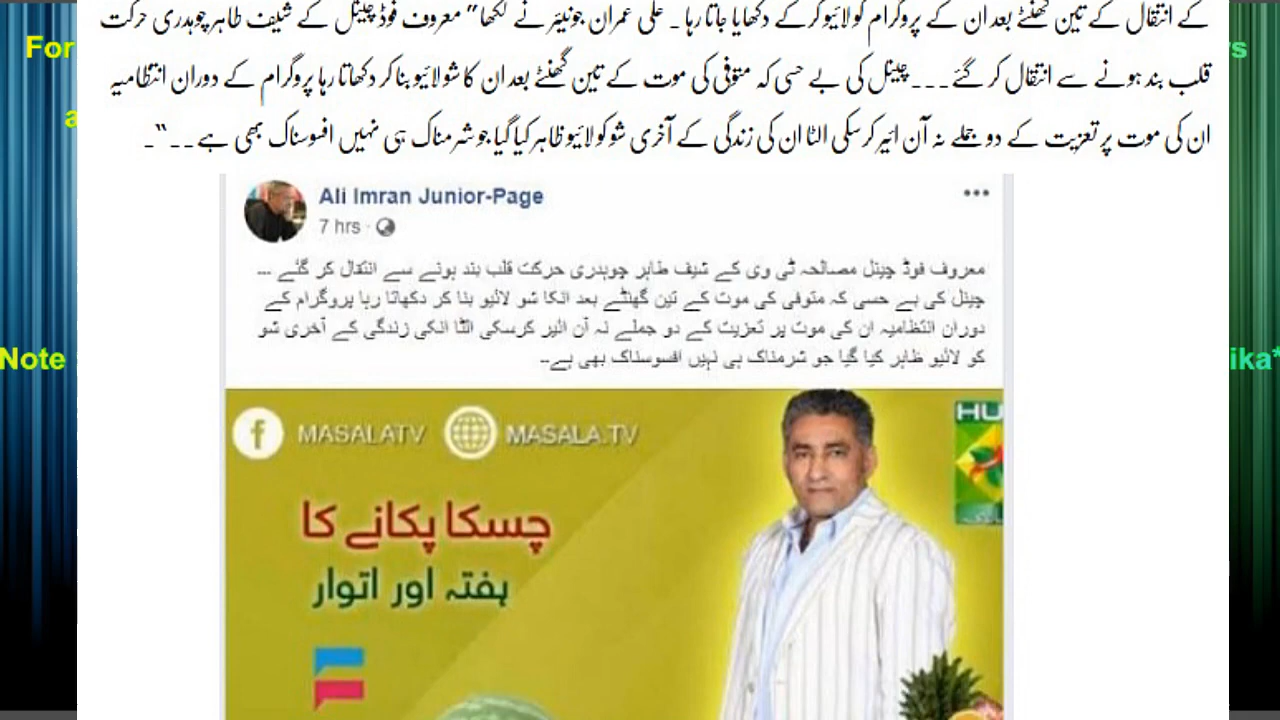 کے انتقال کے تین گھنٹے بعد ان کے پروگرام کو لائیو کرکے دکھایا جاتا رہا۔ علی عمران جونیئر نے لکھا” معروف فوڈ چینل کے شیف طاہر چوہدری حرکت
قلب بند ہونے سے انتقال کر گئے۔۔۔ چینل کی بے حسی کہ متوفی کی موت کے تین گھنٹے بعد ان کا شو لائیو بنا کر دکھاتا رہا پروگرام کے دوران انتظامیہ
ان کی موت پر تعزیت کے دو جملے نہ آن ائیر کرسکی الٹا ان کی زندگی کے آخری شو کو لائیو ظاہر کیا گیا جو شرمناک ہی نہیں افسوسناک بھی ہے۔۔“۔
Ali Imran Junior-Page
7 hrs ·
معروف فوڈ چینل مصالحہ ٹی وی کے شیف طاہر چوہدری حرکت قلب بند ہونے سے انتقال کر گئے ...
چینل کی بے حسی کہ متوفی کی موت کے تین گھنٹے بعد انکا شو لائیو بنا کر دکھاتا رہا پروگرام کے
دوران انتظامیہ ان کی موت پر تعزیت کے دو جملے نہ آن ائیر کرسکی الٹا انکی زندگی کے آخری شو
کو لائیو ظاہر کیا گیا جو شرمناک ہی نہیں افسوسناک بھی ہے۔۔
MASALATV MASALA.TV
HU
چسکا پکانے کا
ہفتہ اور اتوار
For
Note